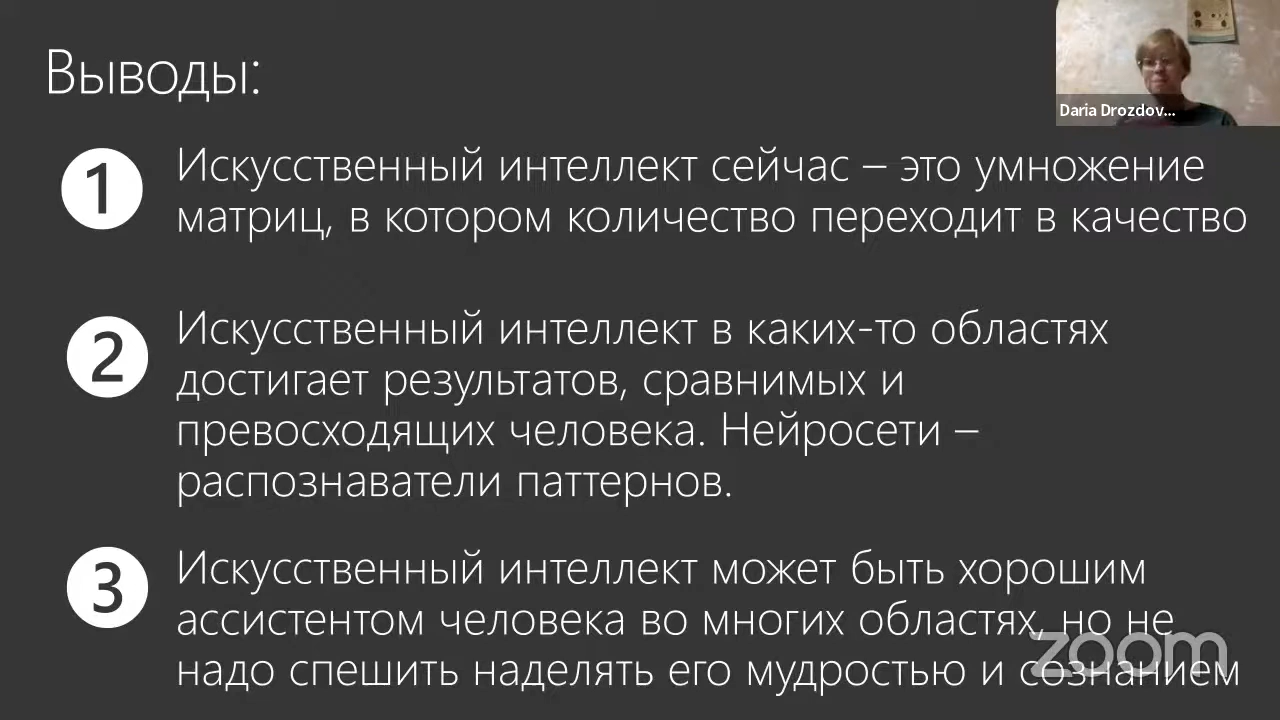 Выводы:
Daria Drozdov...
1
Искусственный интеллект сейчас – это умножение
матриц, в котором количество переходит в качество
2
Искусственный интеллект в каких-то областях
достигает результатов, сравнимых и
превосходящих человека. Нейросети –
распознаватели паттернов.
3
Искусственный интеллект может быть хорошим
ассистентом человека во многих областях, но не
надо спешить наделять его мудростью и сознанием
zoom